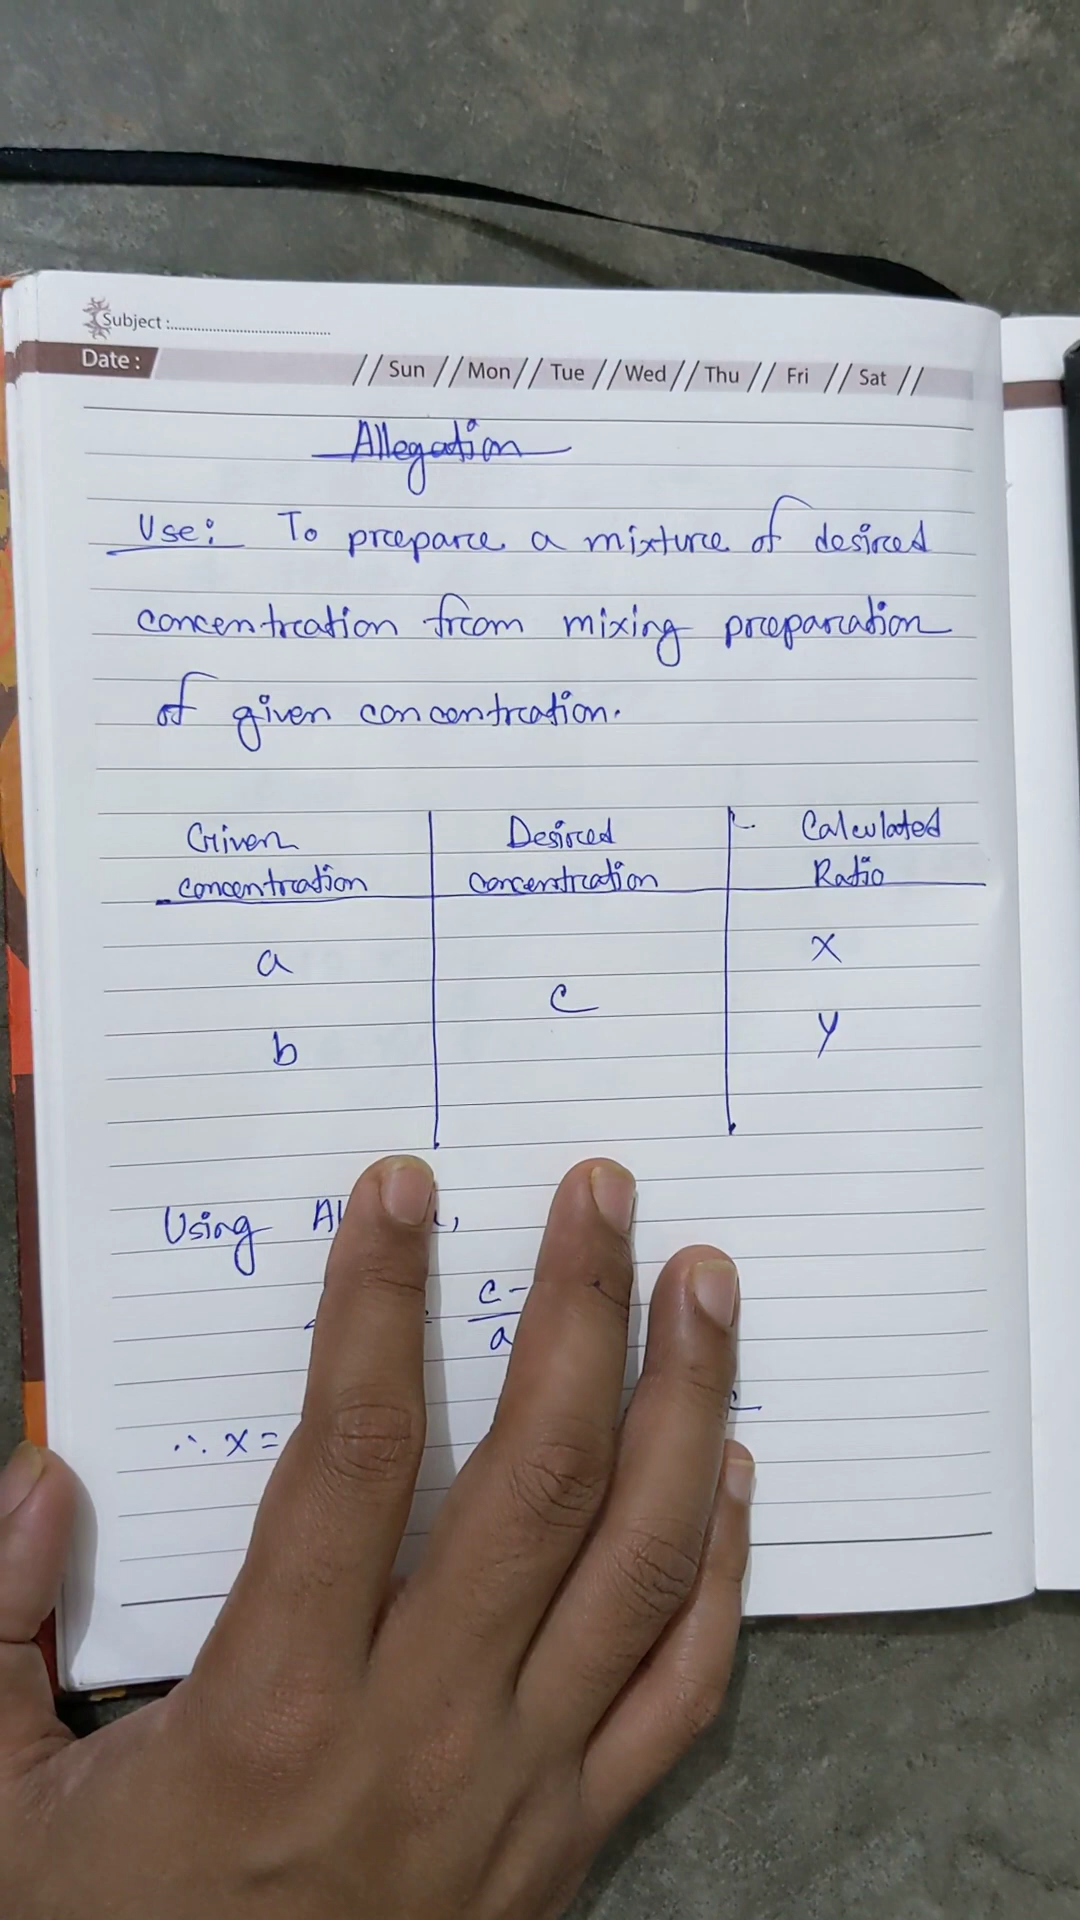 Subject :
Date :
// Sun // Mon // Tue // Wed // Thu // Fri // Sat //
Allegation
Use: To prepare a mixture of desired
concentration from mixing preparation
of given concentration.
Given concentration
Desired concentration
Calculated Ratio
a
x
c
b
y
Using
c -
a
∴ x =